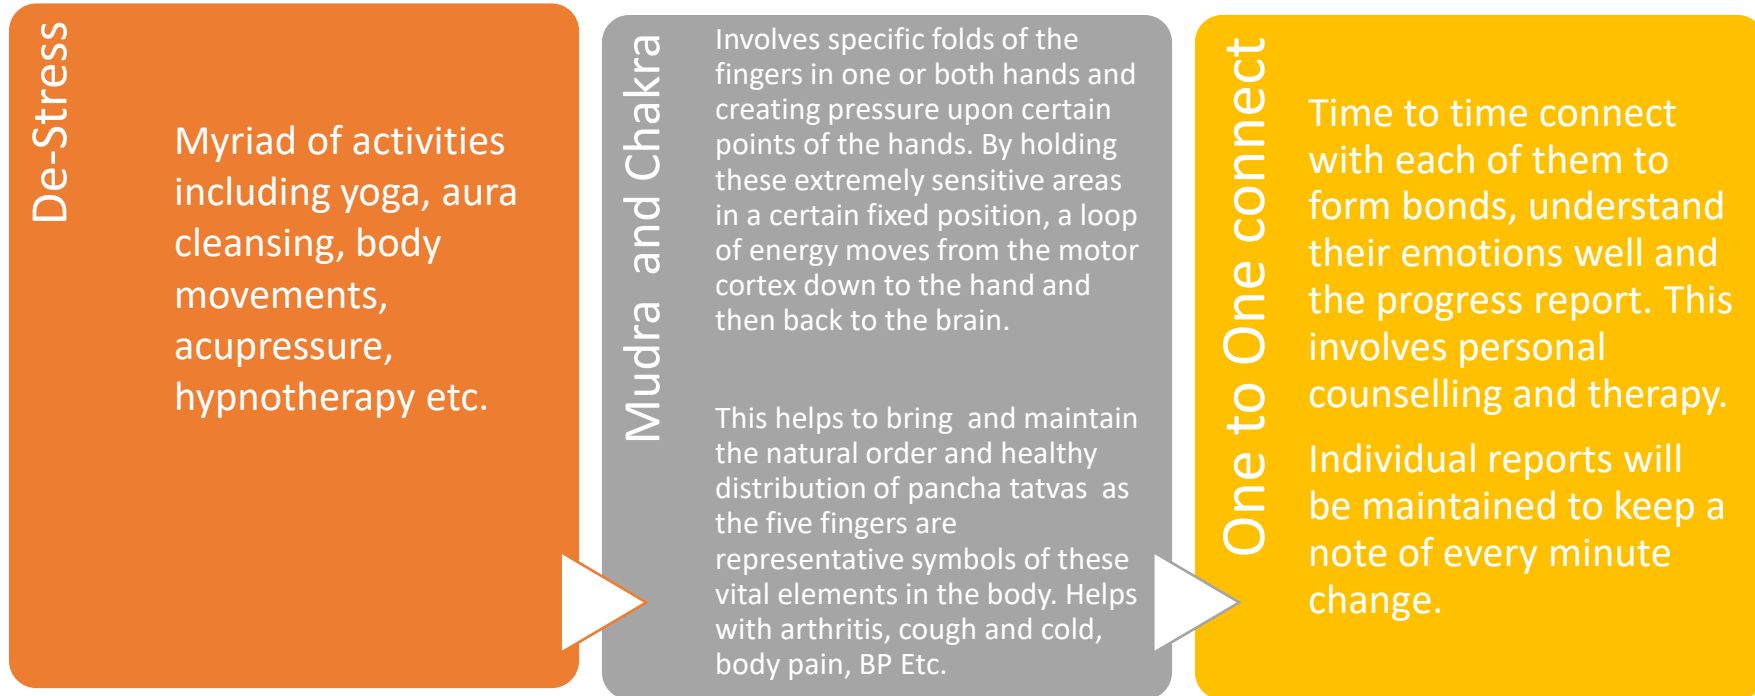 De-Stress
Myriad of activities
including yoga, aura
cleansing, body
movements,
acupressure,
hypnotherapy etc.
Mudra and Chakra
Involves specific folds of the
fingers in one or both hands and
creating pressure upon certain
points of the hands. By holding
these extremely sensitive areas
in a certain fixed position, a loop
of energy moves from the motor
cortex down to the hand and
then back to the brain.
This helps to bring and maintain
the natural order and healthy
distribution of pancha tatvas as
the five fingers are
representative symbols of these
vital elements in the body. Helps
with arthritis, cough and cold,
body pain, BP Etc.
One to One connect
Time to time connect
with each of them to
form bonds, understand
their emotions well and
the progress report. This
involves personal
counselling and therapy.
Individual reports will
be maintained to keep a
note of every minute
change.